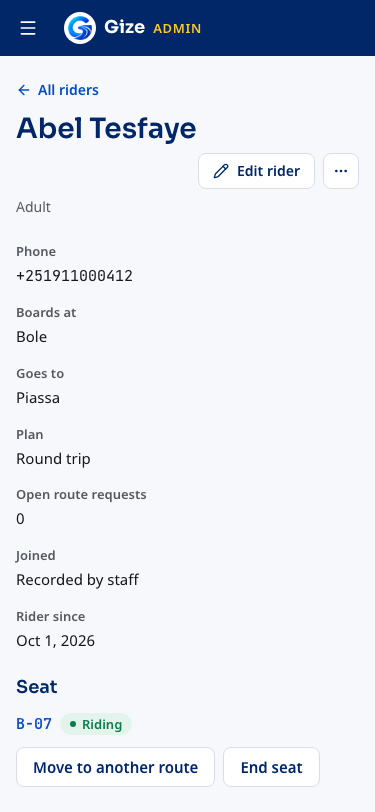 Gize ADMIN
All riders
Abel Tesfaye
Edit rider
Adult
Phone
+251911000412
Boards at
Bole
Goes to
Piassa
Plan
Round trip
Open route requests
0
Joined
Recorded by staff
Rider since
Oct 1, 2026
Seat
B-07 Riding
Move to another route End seat